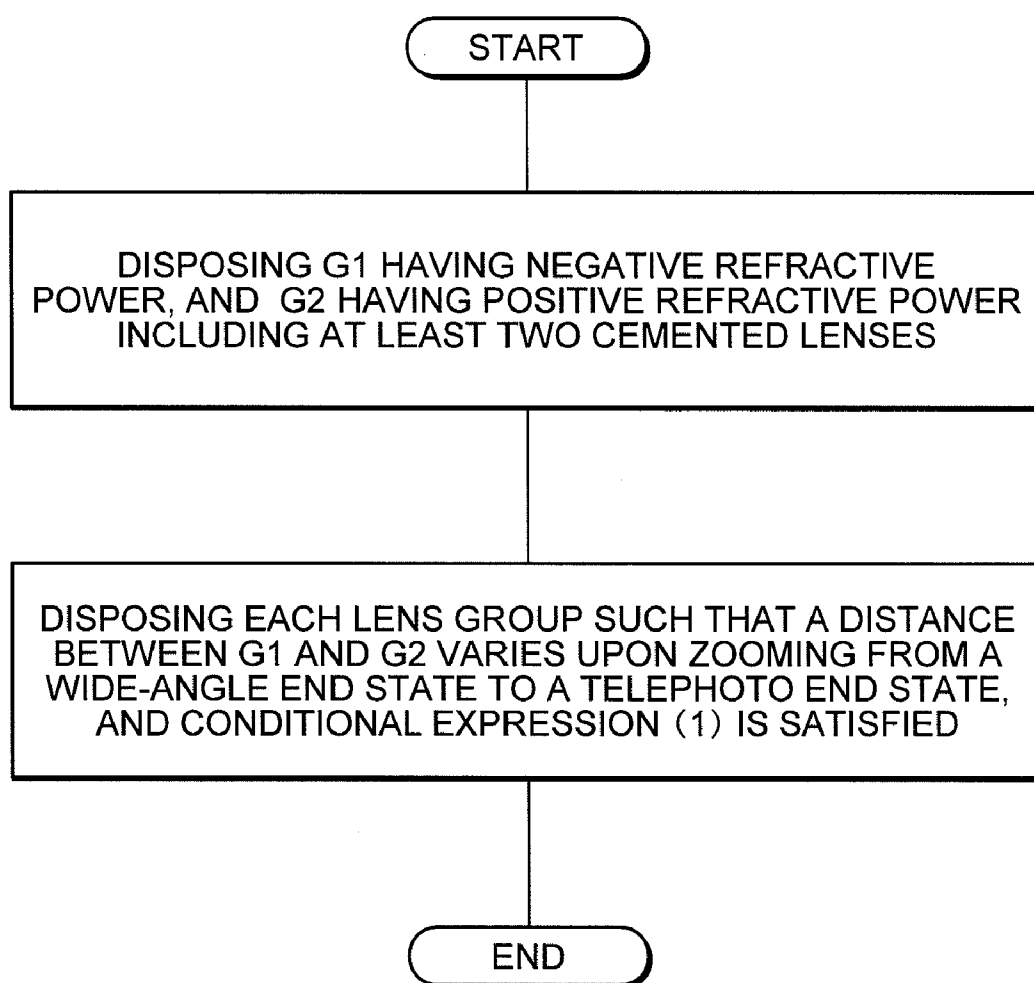 START
DISPOSING G1 HAVING NEGATIVE REFRACTIVE
POWER, AND G2 HAVING POSITIVE REFRACTIVE POWER
INCLUDING AT LEAST TWO CEMENTED LENSES
DISPOSING EACH LENS GROUP SUCH THAT A DISTANCE
BETWEEN G1 AND G2 VARIES UPON ZOOMING FROM A
WIDE-ANGLE END STATE TO A TELEPHOTO END STATE,
AND CONDITIONAL EXPRESSION (1) IS SATISFIED
END